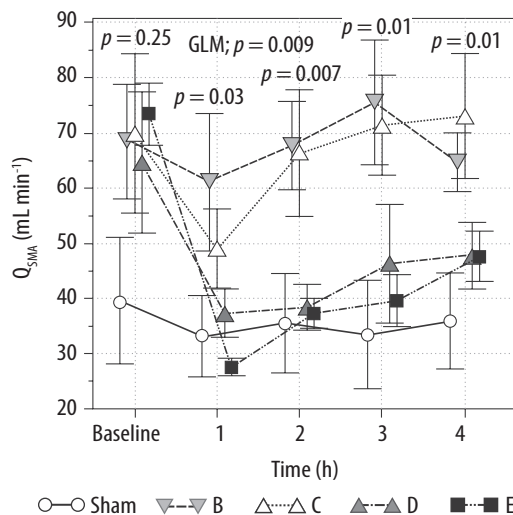 90
80
70
60
50
40
30
20
Q_SMA (mL min⁻¹)
p = 0.25
GLM; p = 0.009
p = 0.03
p = 0.007
p = 0.01
p = 0.01
Baseline 1 2 3 4
Time (h)
Sham B C D E